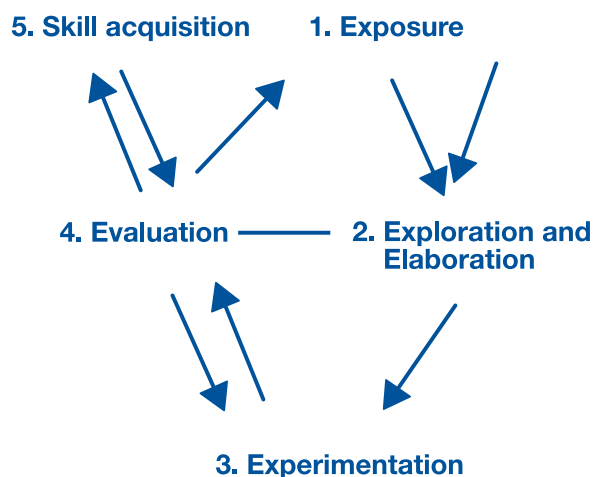 5. Skill acquisition
1. Exposure
4. Evaluation
2. Exploration and
Elaboration
3. Experimentation